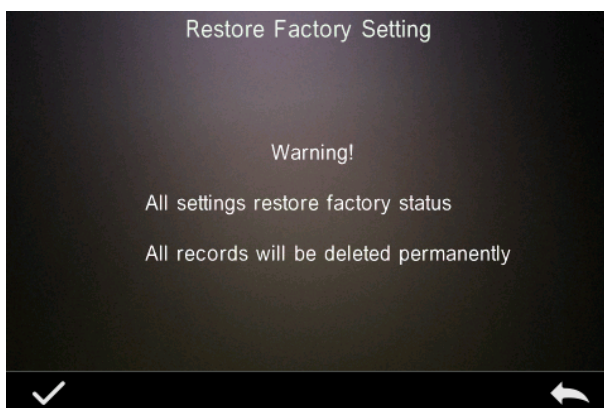 Restore Factory Setting
Warning!
All settings restore factory status
All records will be deleted permanently